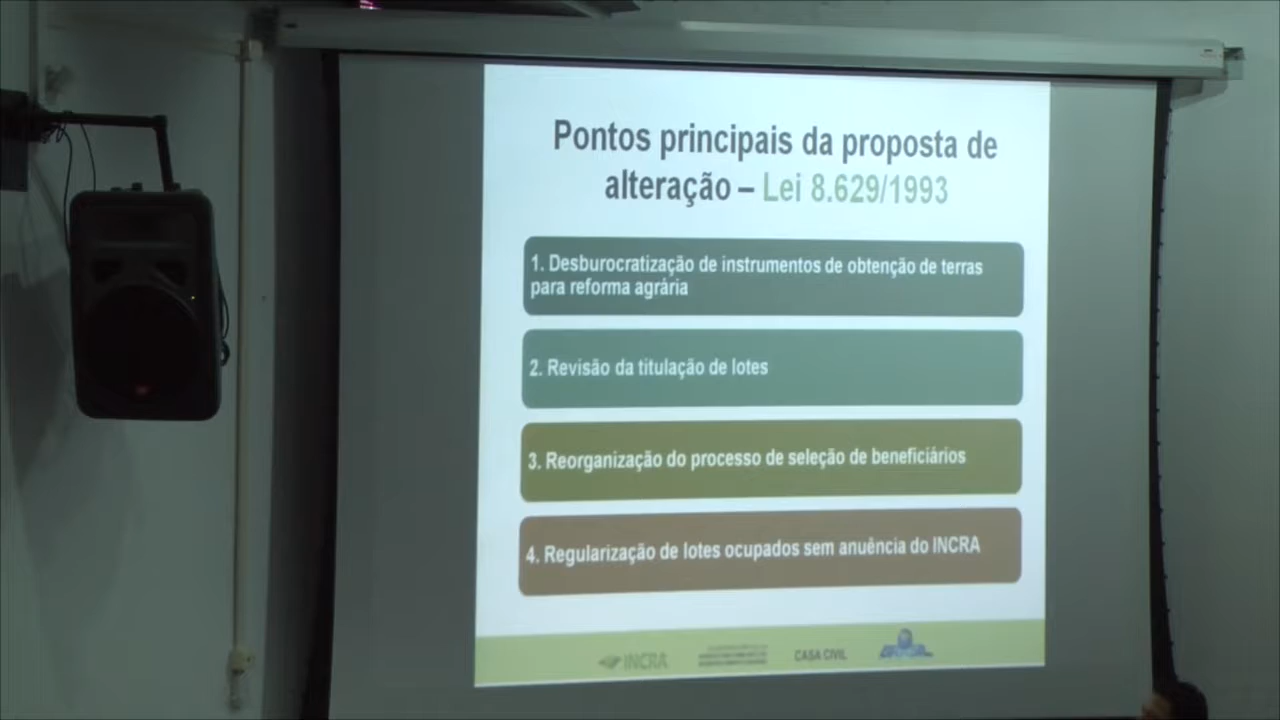 Pontos principais da proposta de
alteração – Lei 8.629/1993
1. Desburocratização de instrumentos de obtenção de terras
para reforma agrária
2. Revisão da titulação de lotes
3. Reorganização do processo de seleção de beneficiários
4. Regularização de lotes ocupados sem anuência do INCRA
INCRA
CASA CIVIL